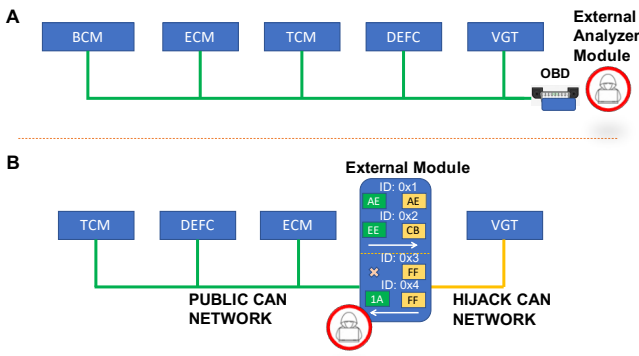 A
BCM
ECM
TCM
DEFC
VGT
OBD
External
Analyzer
Module
B
External Module
TCM
DEFC
ECM
ID: 0x1
AE AE
ID: 0x2
EE CB
ID: 0x3
FF
ID: 0x4
1A FF
VGT
PUBLIC CAN
NETWORK
HIJACK CAN
NETWORK